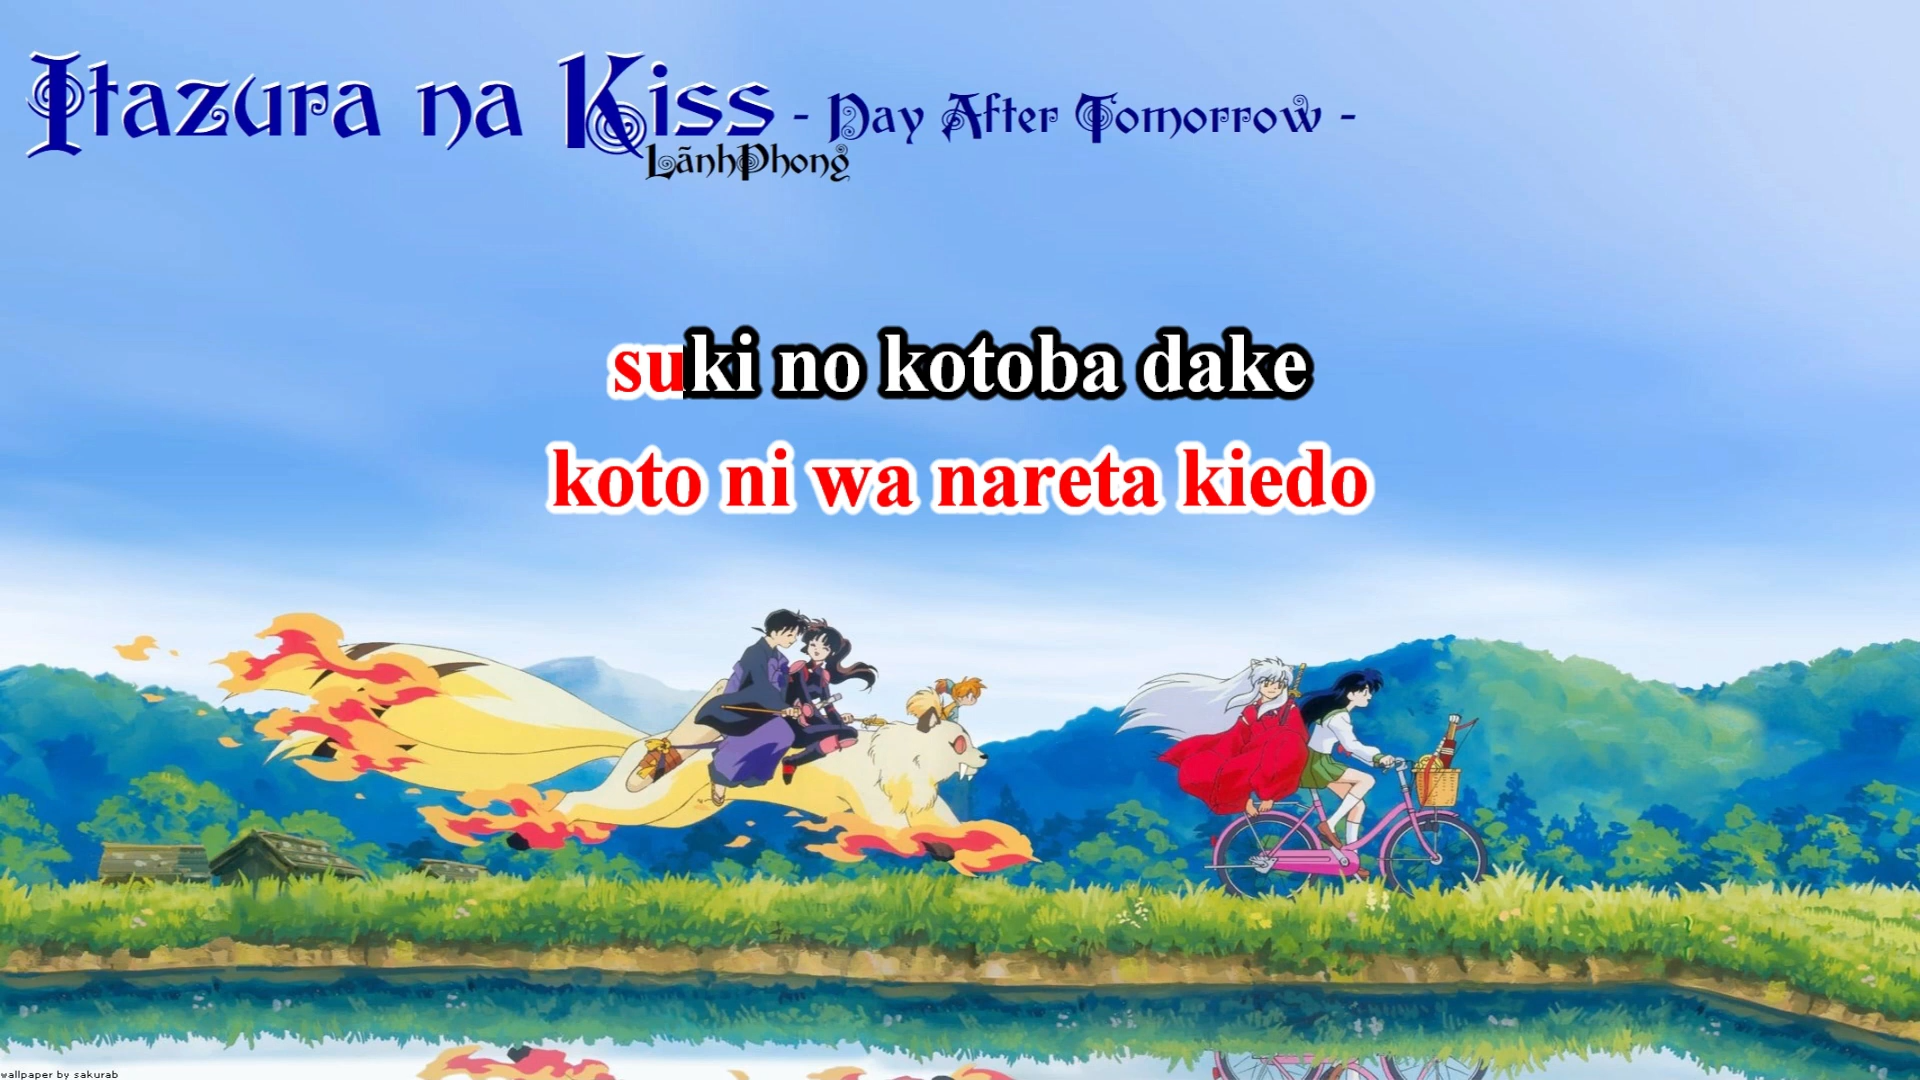 Itazura na Kiss - Day After Tomorrow -
LãnhPhong
suki no kotoba dake
koto ni wa nareta kiedo
wallpaper by sakurab